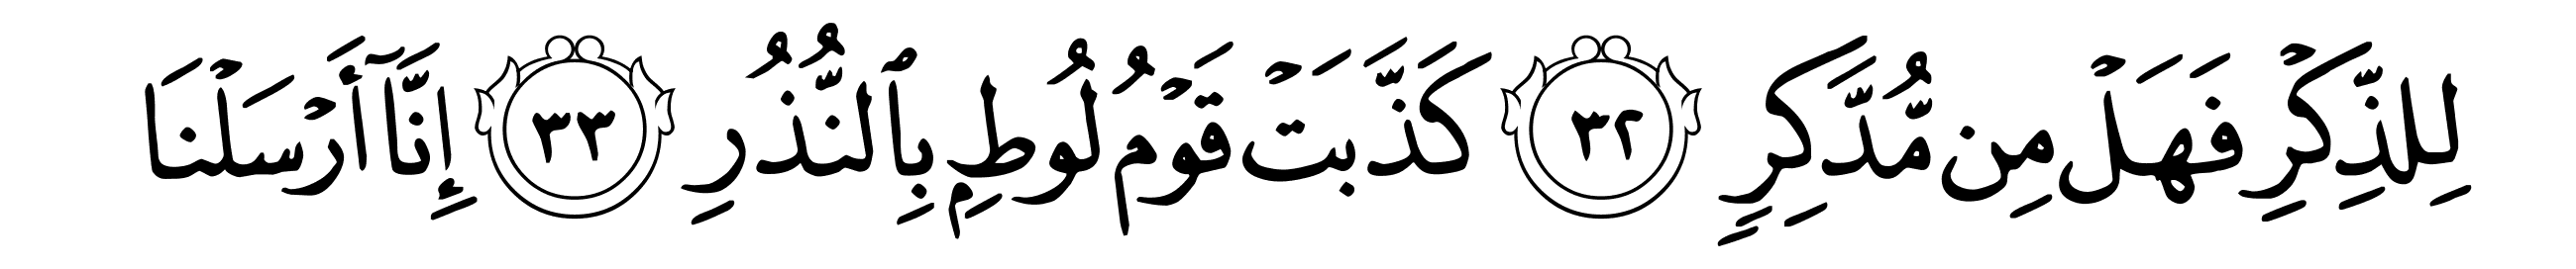 لِلذِّكۡرِ فَهَلۡ مِن مُّدَّكِرٖ ٣٢ كَذَّبَتۡ قَوۡمُ لُوطِۭ بِٱلنُّذُرِ ٣٣ إِنَّآ أَرۡسَلۡنَا